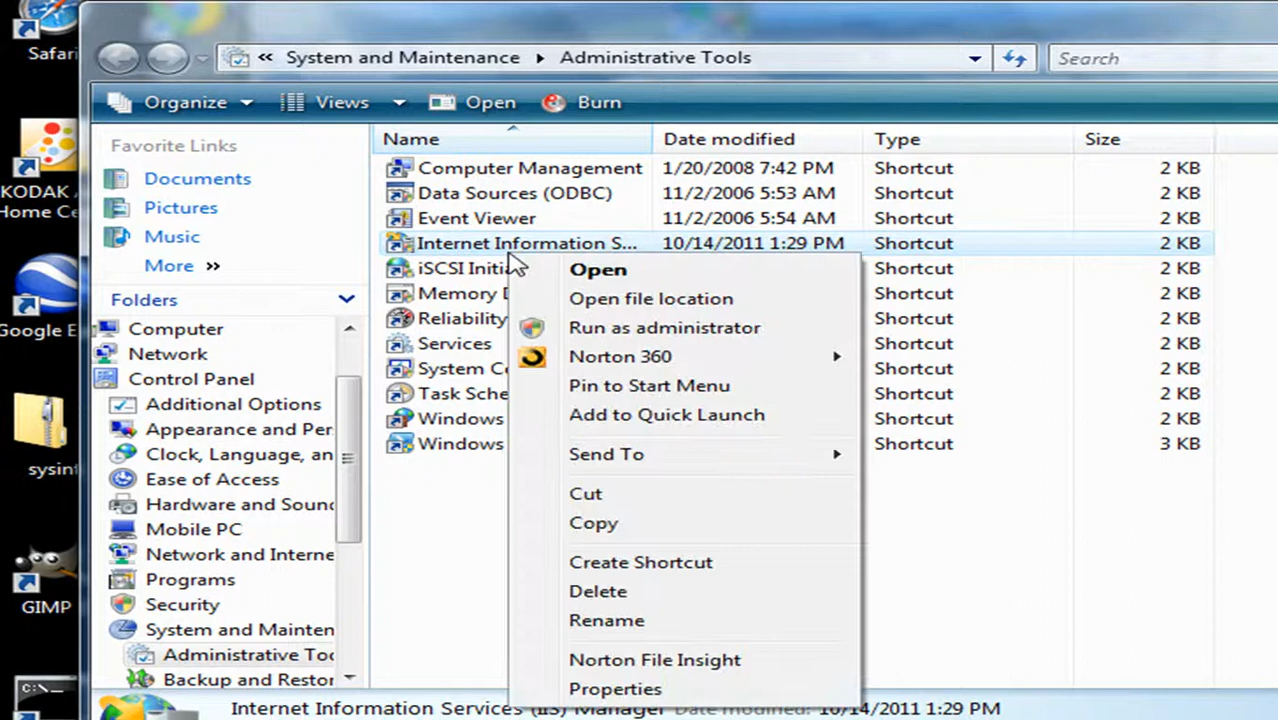 Safari
KODAK
Home Ce
Google E
sysin
GIMP
C:\_
« System and Maintenance ▸ Administrative Tools
Search
Organize Views Open Burn
Favorite Links
Documents
Pictures
Music
More »
Folders
Computer
Network
Control Panel
Additional Options
Appearance and Per
Clock, Language, an
Ease of Access
Hardware and Sound
Mobile PC
Network and Interne
Programs
Security
System and Mainten
Administrative Too
Backup and Restor
Name Date modified Type Size
Computer Management 1/20/2008 7:42 PM Shortcut 2 KB
Data Sources (ODBC) 11/2/2006 5:53 AM Shortcut 2 KB
Event Viewer 11/2/2006 5:54 AM Shortcut 2 KB
Internet Information S... 10/14/2011 1:29 PM Shortcut 2 KB
iSCSI Initia Shortcut 2 KB
Memory D Shortcut 2 KB
Reliability Shortcut 2 KB
Services Shortcut 2 KB
System Co Shortcut 2 KB
Task Sche Shortcut 2 KB
Windows Shortcut 2 KB
Windows Shortcut 3 KB
Open
Open file location
Run as administrator
Norton 360
Pin to Start Menu
Add to Quick Launch
Send To
Cut
Copy
Create Shortcut
Delete
Rename
Norton File Insight
Properties
Internet Information Services (IIS) Manager Date modified: 10/14/2011 1:29 PM